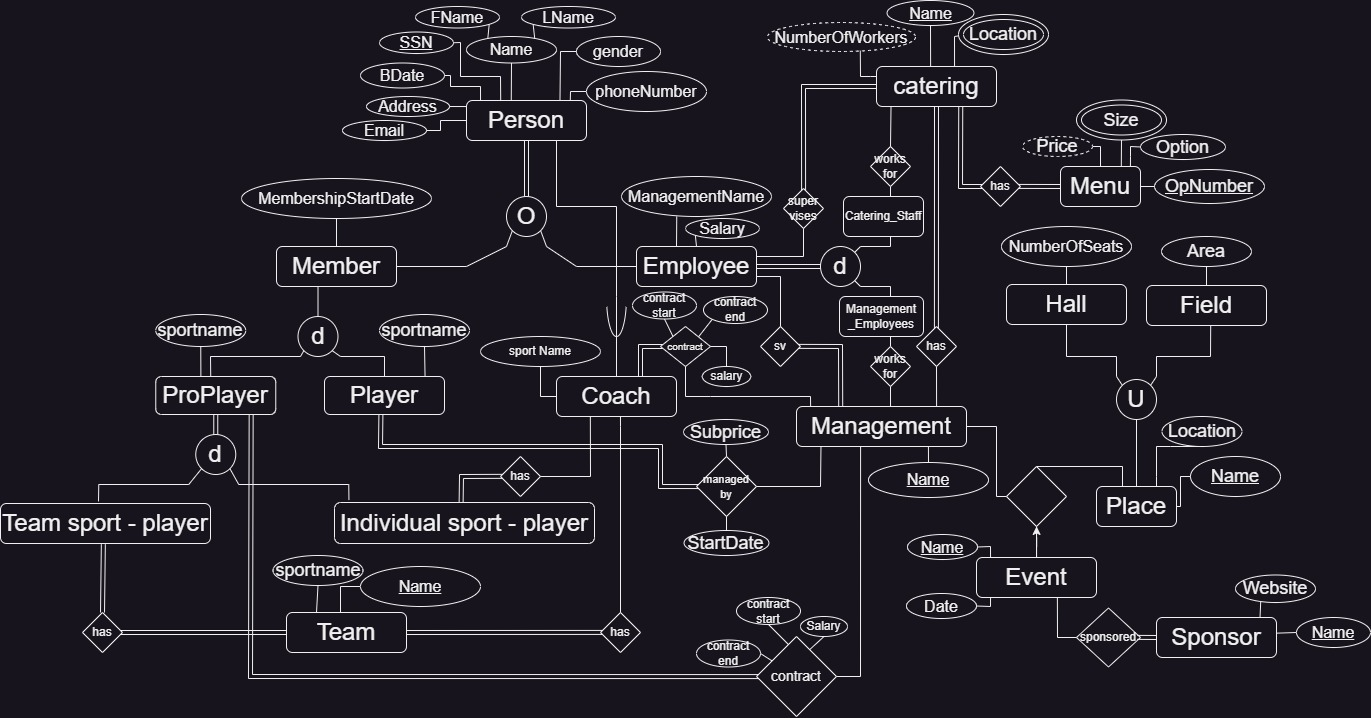 FName
LName
Name
SSN
gender
BDate
phoneNumber
Address
Email
Person
O
MembershipStartDate
Member
ManagementName
Salary
Employee
Name
NumberOfWorkers
Location
catering
works
for
super
vises
Catering_Staff
d
Management
_Employees
works
for
has
Size
Price
Option
has
Menu
OpNumber
NumberOfSeats
Area
Hall
Field
U
Location
Name
Place
sportname
d
sportname
ProPlayer
Player
d
sport Name
Coach
contract
start
contract
end
contract
salary
sv
Management
Name
Subprice
managed
by
StartDate
has
Team sport - player
Individual sport - player
sportname
Name
has
Team
has
contract
start
Salary
contract
end
contract
Name
Event
Date
Website
sponsored
Sponsor
Name